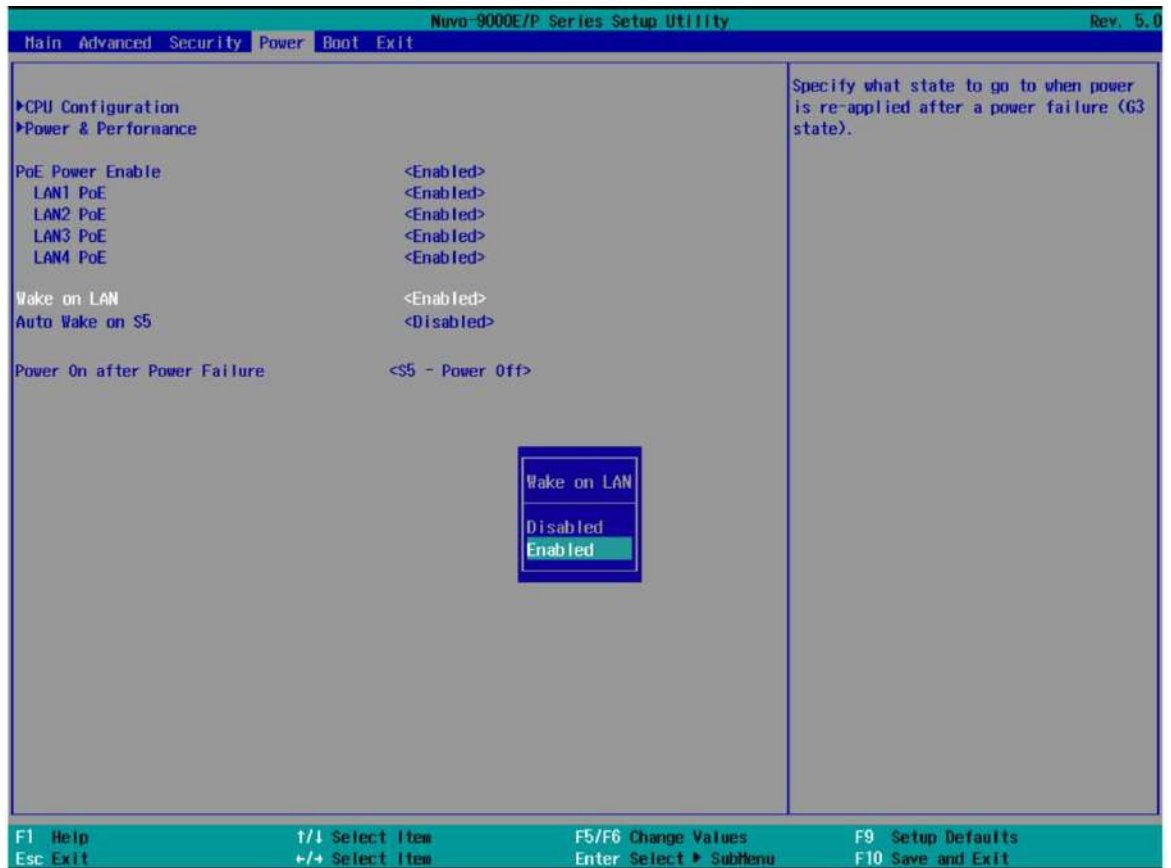 Nuvo-9000E/P Series Setup Utility Rev. 5.0
Main Advanced Security Power Boot Exit
▶CPU Configuration
▶Power & Performance
PoE Power Enable <Enabled>
LAN1 PoE <Enabled>
LAN2 PoE <Enabled>
LAN3 PoE <Enabled>
LAN4 PoE <Enabled>
Wake on LAN <Enabled>
Auto Wake on S5 <Disabled>
Power On after Power Failure <S5 - Power Off>
Specify what state to go to when power
is re-applied after a power failure (G3
state).
Wake on LAN
Disabled
Enabled
F1 Help ↑/↓ Select Item F5/F6 Change Values F9 Setup Defaults
Esc Exit ←/→ Select Item Enter Select ▶ SubMenu F10 Save and Exit